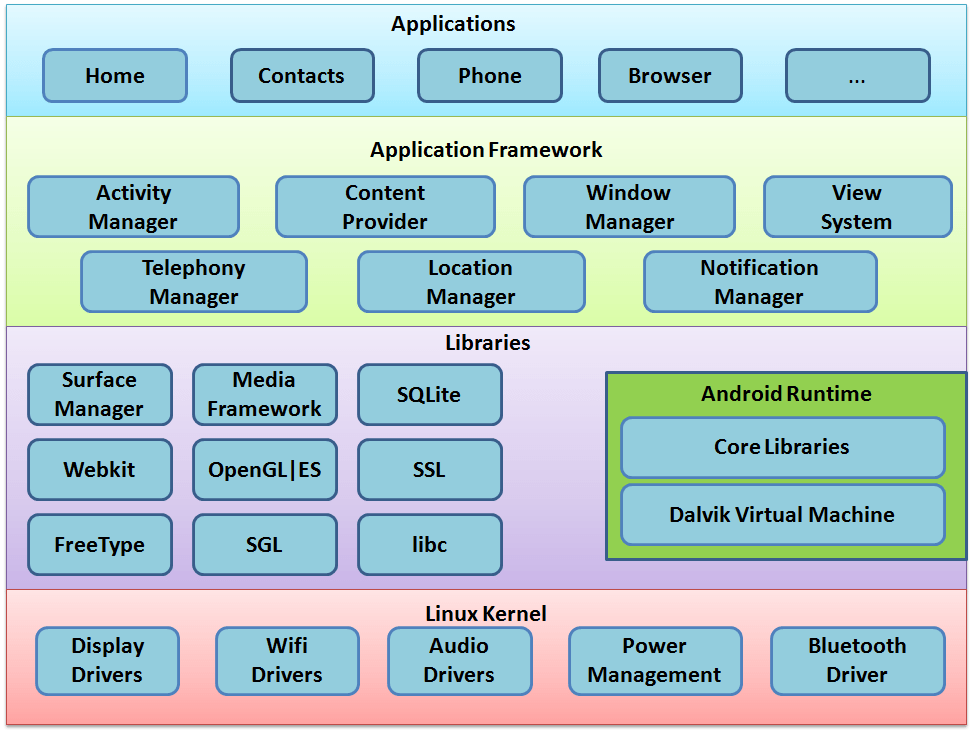 Applications
Home
Contacts
Phone
Browser
...
Application Framework
Activity
Manager
Content
Provider
Window
Manager
View
System
Telephony
Manager
Location
Manager
Notification
Manager
Libraries
Surface
Manager
Media
Framework
SQLite
Webkit
OpenGL|ES
SSL
FreeType
SGL
libc
Android Runtime
Core Libraries
Dalvik Virtual Machine
Linux Kernel
Display
Drivers
Wifi
Drivers
Audio
Drivers
Power
Management
Bluetooth
Driver